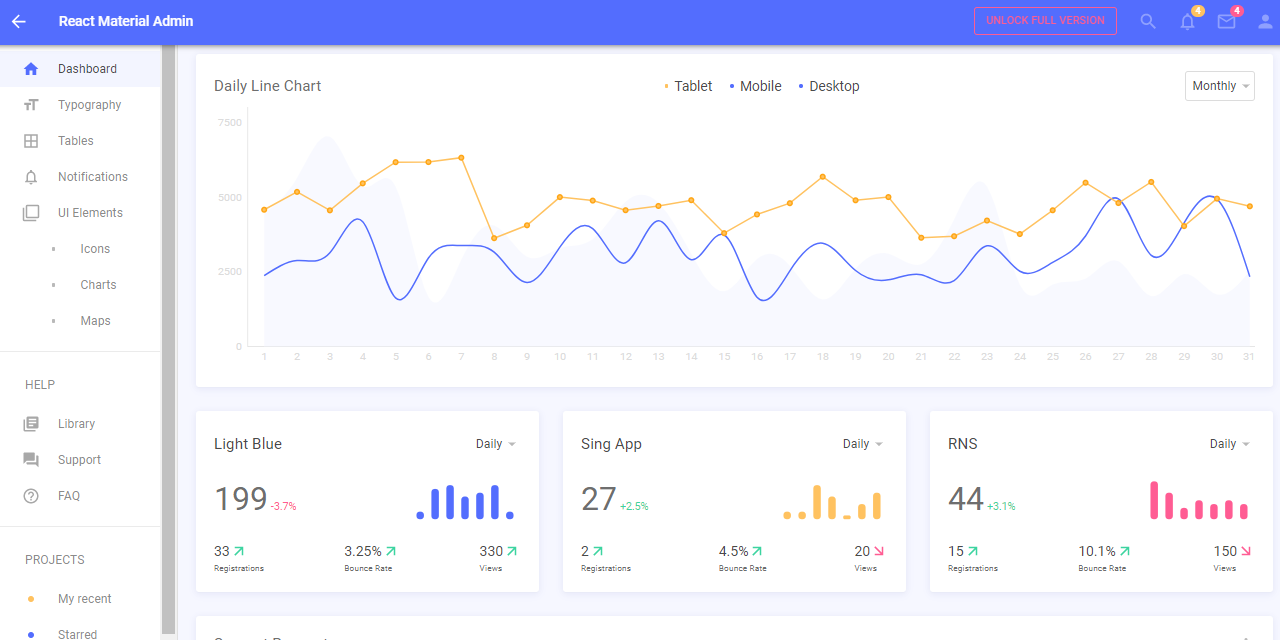 React Material Admin
UNLOCK FULL VERSION
4
4
Dashboard
Typography
Tables
Notifications
UI Elements
Icons
Charts
Maps
HELP
Library
Support
FAQ
PROJECTS
My recent
Starred
Daily Line Chart
Tablet Mobile Desktop
Monthly
7500
5000
2500
0
1 2 3 4 5 6 7 8 9 10 11 12 13 14 15 16 17 18 19 20 21 22 23 24 25 26 27 28 29 30 31
Light Blue
Daily
199 -3.7%
33 3.25% 330
Registrations Bounce Rate Views
Sing App
Daily
27 +2.5%
2 4.5% 20
Registrations Bounce Rate Views
RNS
Daily
44 +3.1%
15 10.1% 150
Registrations Bounce Rate Views